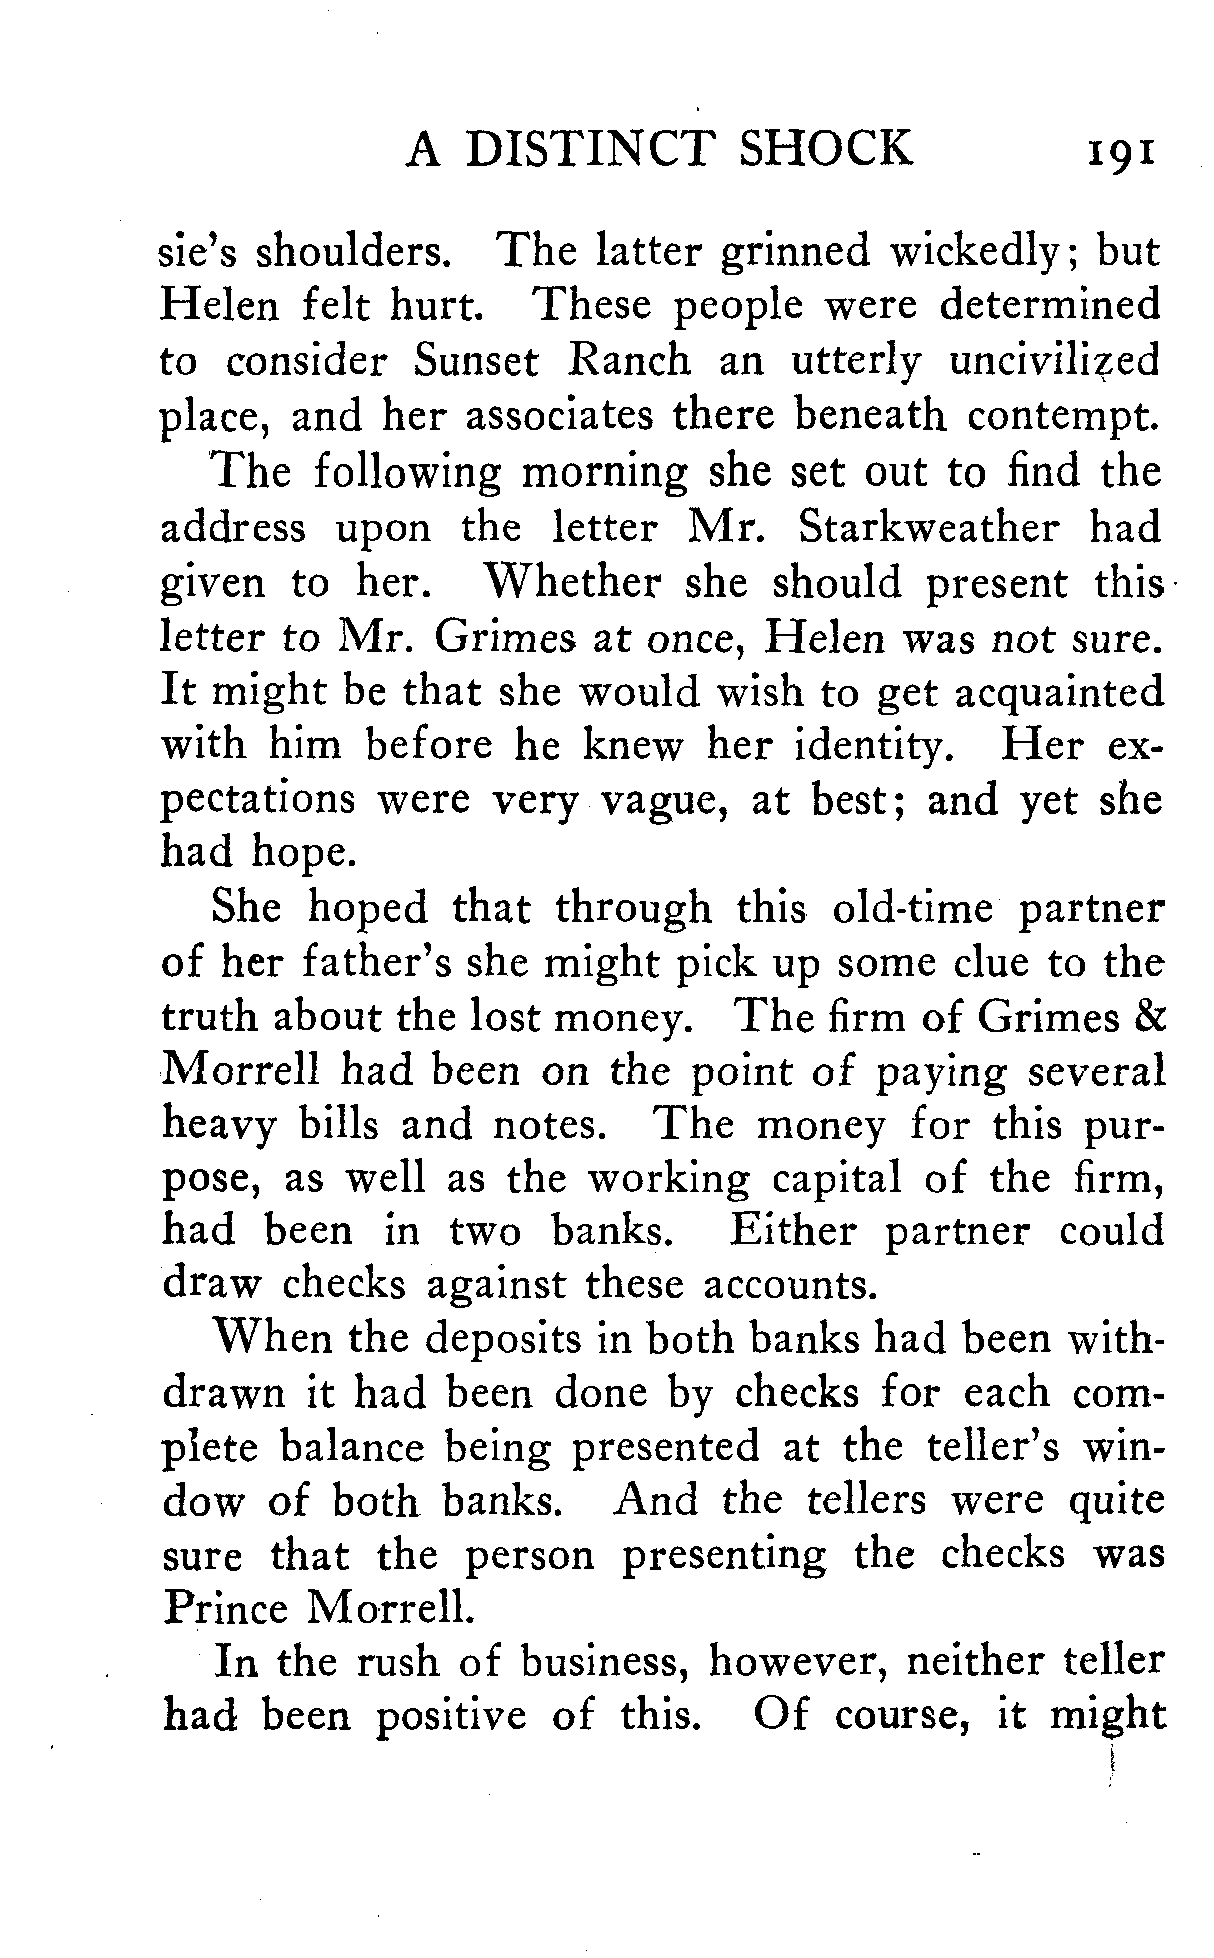 A DISTINCT SHOCK 191
sie's shoulders. The latter grinned wickedly; but
Helen felt hurt. These people were determined
to consider Sunset Ranch an utterly uncivilized
place, and her associates there beneath contempt.
The following morning she set out to find the
address upon the letter Mr. Starkweather had
given to her. Whether she should present this
letter to Mr. Grimes at once, Helen was not sure.
It might be that she would wish to get acquainted
with him before he knew her identity. Her ex-
pectations were very vague, at best; and yet she
had hope.
She hoped that through this old-time partner
of her father's she might pick up some clue to the
truth about the lost money. The firm of Grimes &
Morrell had been on the point of paying several
heavy bills and notes. The money for this pur-
pose, as well as the working capital of the firm,
had been in two banks. Either partner could
draw checks against these accounts.
When the deposits in both banks had been with-
drawn it had been done by checks for each com-
plete balance being presented at the teller's win-
dow of both banks. And the tellers were quite
sure that the person presenting the checks was
Prince Morrell.
In the rush of business, however, neither teller
had been positive of this. Of course, it might